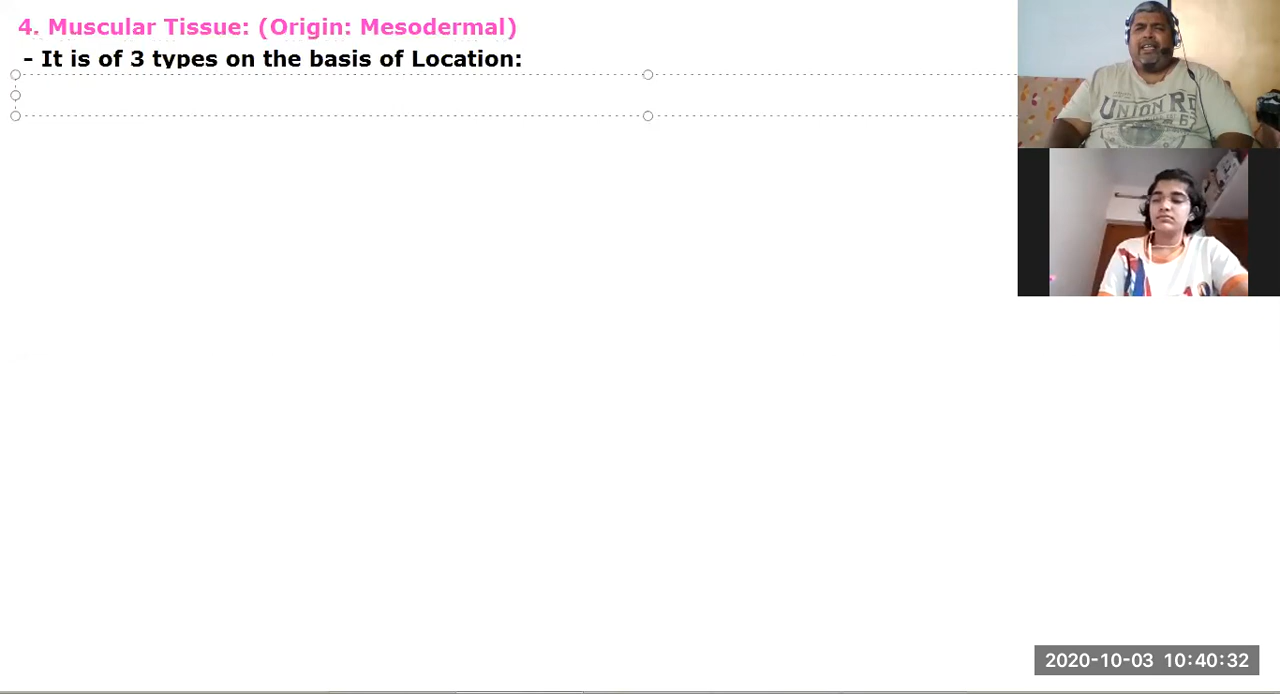 4. Muscular Tissue: (Origin: Mesodermal)
- It is of 3 types on the basis of Location:
UNION RD
2020-10-03 10:40:32